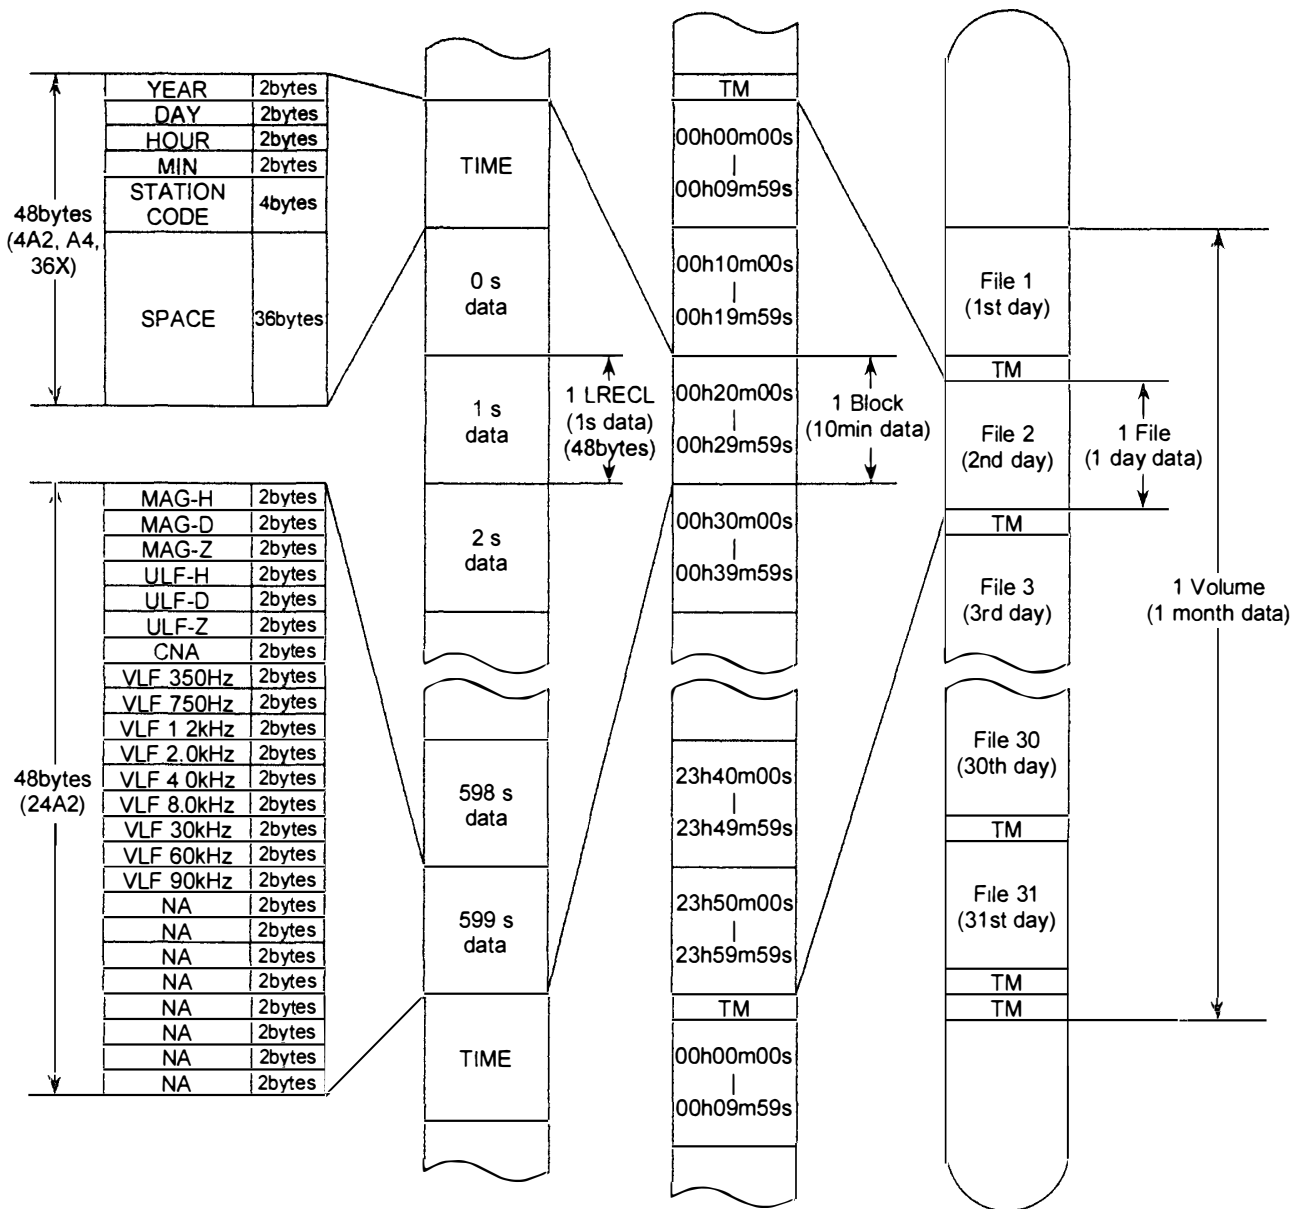 YEAR 2bytes
DAY 2bytes
HOUR 2bytes
MIN 2bytes
STATION
CODE 4bytes
SPACE 36bytes
48bytes
(4A2, A4,
36X)
MAG-H 2bytes
MAG-D 2bytes
MAG-Z 2bytes
ULF-H 2bytes
ULF-D 2bytes
ULF-Z 2bytes
CNA 2bytes
VLF 350Hz 2bytes
VLF 750Hz 2bytes
VLF 1 2kHz 2bytes
VLF 2.0kHz 2bytes
VLF 4 0kHz 2bytes
VLF 8.0kHz 2bytes
VLF 30kHz 2bytes
VLF 60kHz 2bytes
VLF 90kHz 2bytes
NA 2bytes
NA 2bytes
NA 2bytes
NA 2bytes
NA 2bytes
NA 2bytes
NA 2bytes
NA 2bytes
48bytes
(24A2)
TIME
0 s
data
1 s
data
2 s
data
598 s
data
599 s
data
TIME
1 LRECL
(1s data)
(48bytes)
TM
00h00m00s
|
00h09m59s
00h10m00s
|
00h19m59s
00h20m00s
|
00h29m59s
00h30m00s
|
00h39m59s
23h40m00s
|
23h49m59s
23h50m00s
|
23h59m59s
TM
00h00m00s
|
00h09m59s
1 Block
(10min data)
File 1
(1st day)
TM
File 2
(2nd day)
TM
File 3
(3rd day)
File 30
(30th day)
TM
File 31
(31st day)
TM
TM
1 File
(1 day data)
1 Volume
(1 month data)